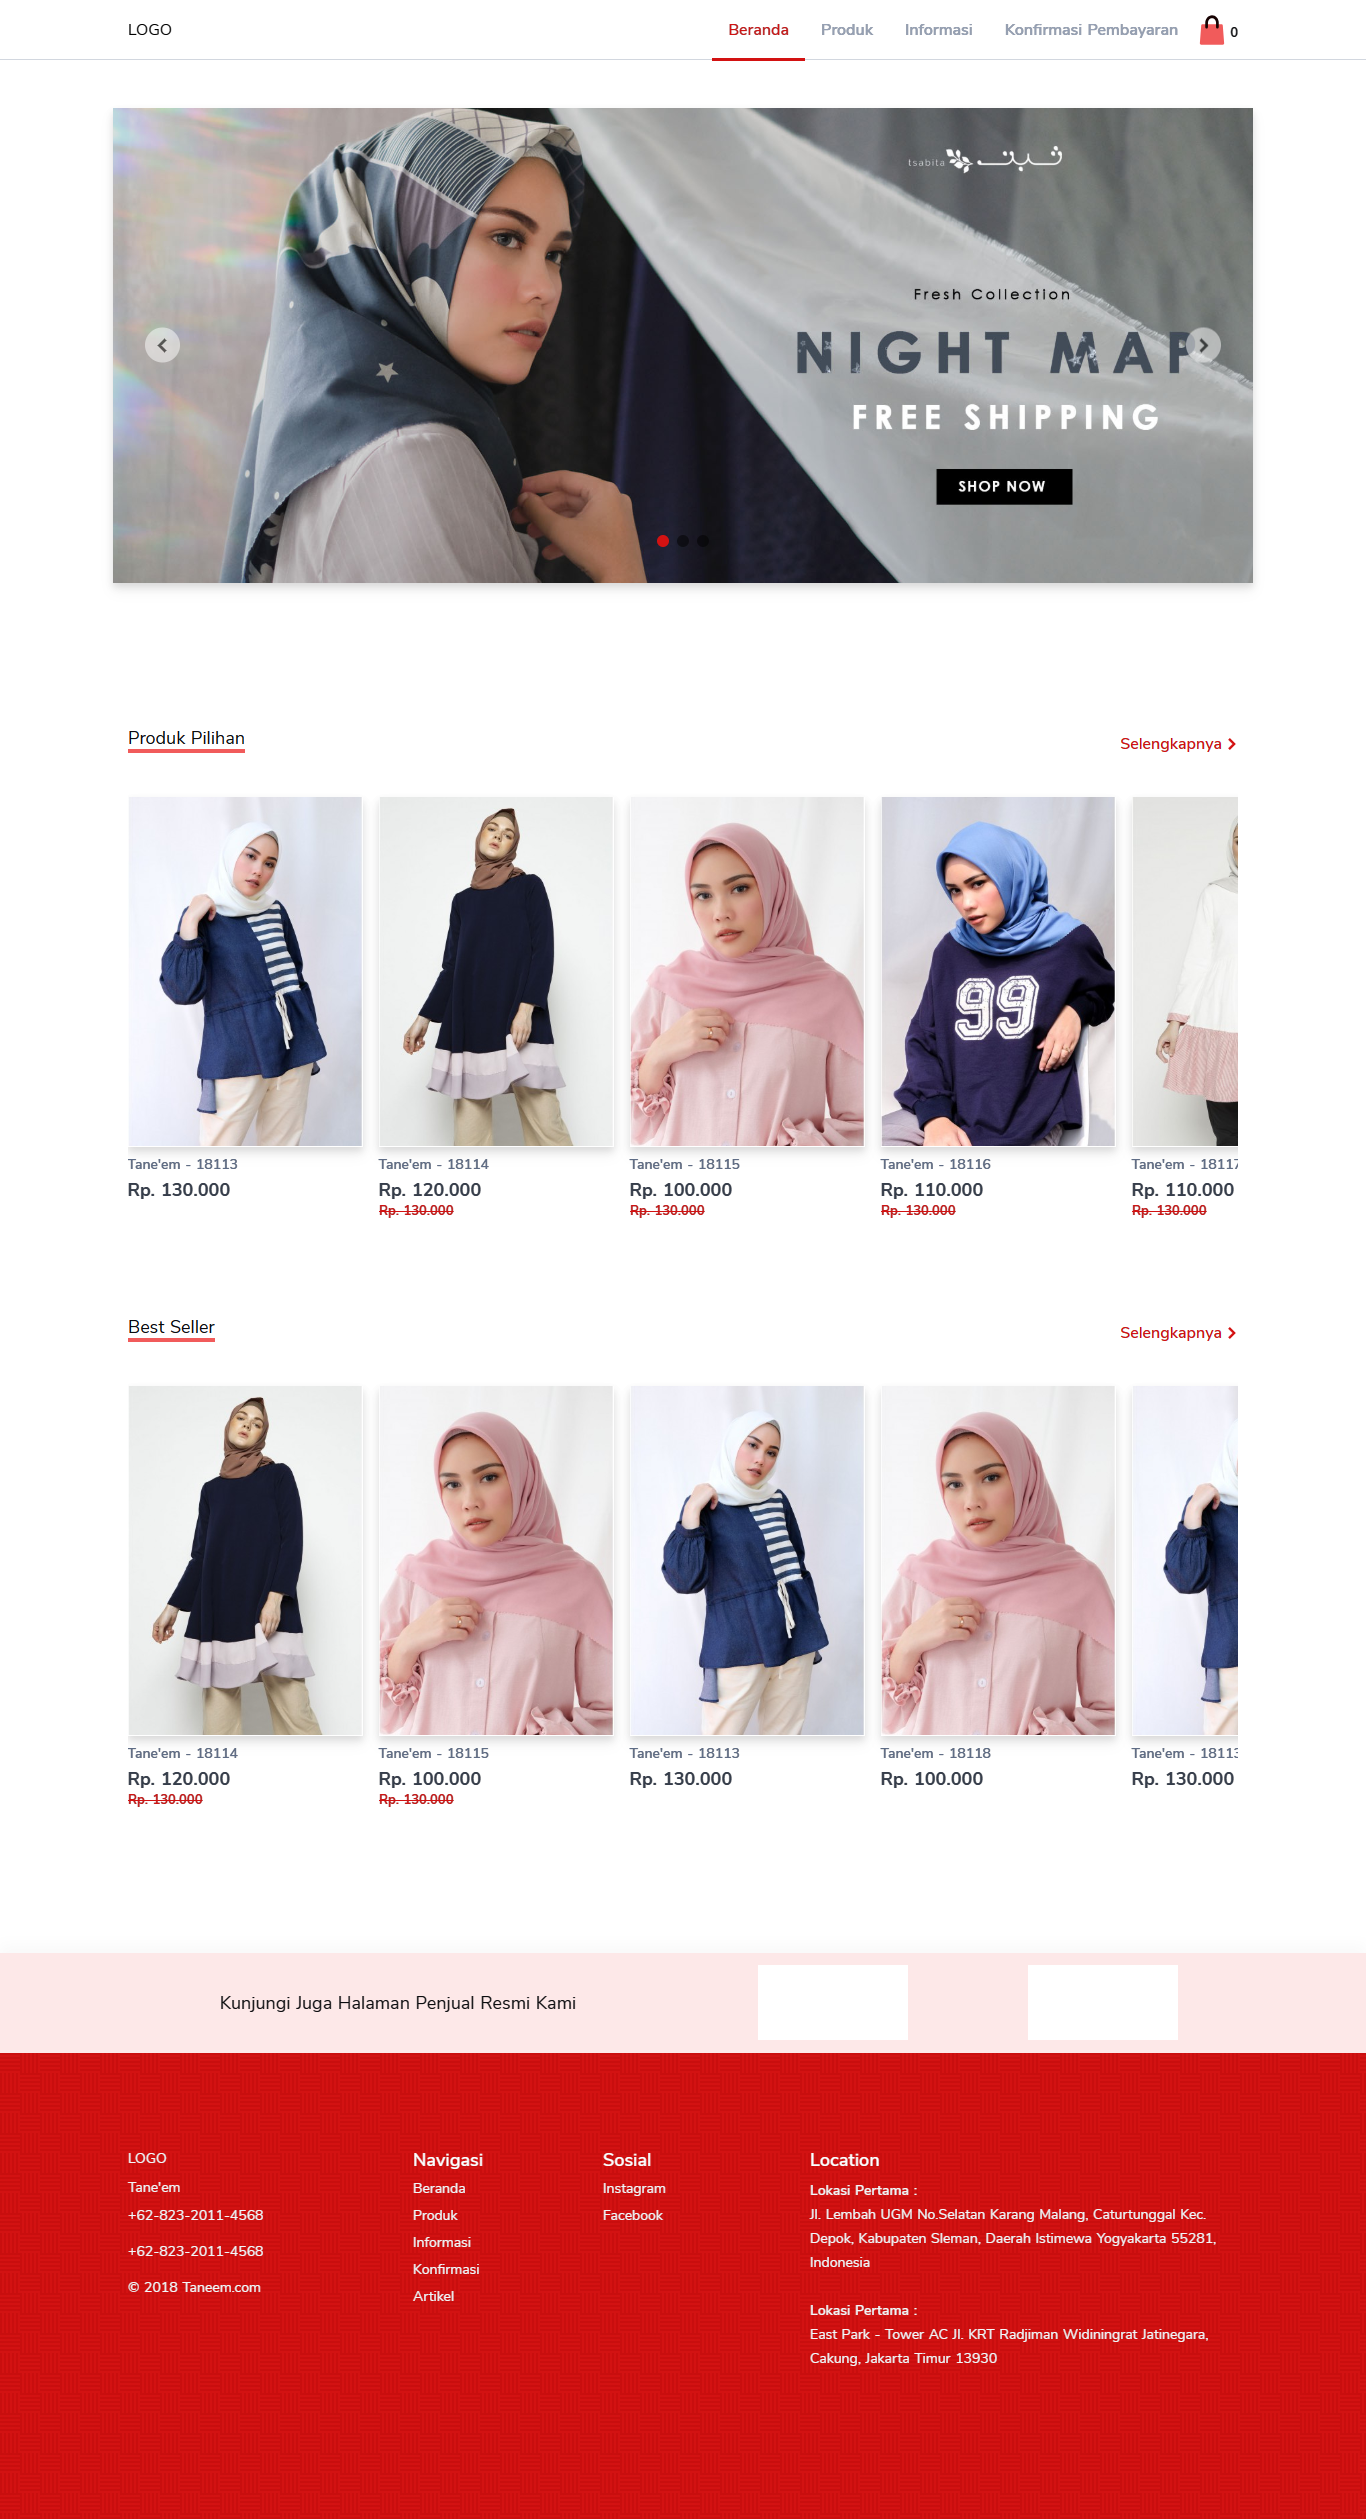 LOGO
Beranda
Produk
Informasi
Konfirmasi Pembayaran
0
tsabita ثبت
Fresh Collection
NIGHT MAP
FREE SHIPPING
SHOP NOW
Produk Pilihan
Selengkapnya
99
Tane'em - 18113
Rp. 130.000
Tane'em - 18114
Rp. 120.000
Rp. 130.000
Tane'em - 18115
Rp. 100.000
Rp. 130.000
Tane'em - 18116
Rp. 110.000
Rp. 130.000
Tane'em - 18117
Rp. 110.000
Rp. 130.000
Best Seller
Selengkapnya
Tane'em - 18114
Rp. 120.000
Rp. 130.000
Tane'em - 18115
Rp. 100.000
Rp. 130.000
Tane'em - 18113
Rp. 130.000
Tane'em - 18118
Rp. 100.000
Tane'em - 18113
Rp. 130.000
Kunjungi Juga Halaman Penjual Resmi Kami
LOGO
Tane'em
+62-823-2011-4568
+62-823-2011-4568
© 2018 Taneem.com
Navigasi
Beranda
Produk
Informasi
Konfirmasi
Artikel
Sosial
Instagram
Facebook
Location
Lokasi Pertama :
Jl. Lembah UGM No.Selatan Karang Malang, Caturtunggal Kec.
Depok, Kabupaten Sleman, Daerah Istimewa Yogyakarta 55281,
Indonesia
Lokasi Pertama :
East Park - Tower AC Jl. KRT Radjiman Widiningrat Jatinegara,
Cakung, Jakarta Timur 13930